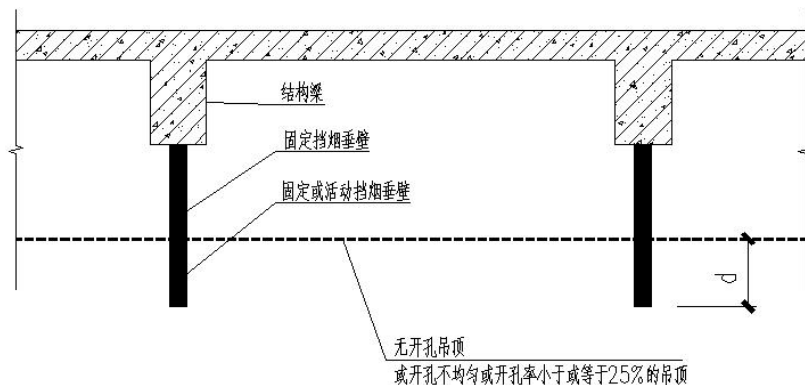 结构梁
固定挡烟垂壁
固定或活动挡烟垂壁
d
无开孔吊顶
或开孔不均匀或开孔率小于或等于25%的吊顶